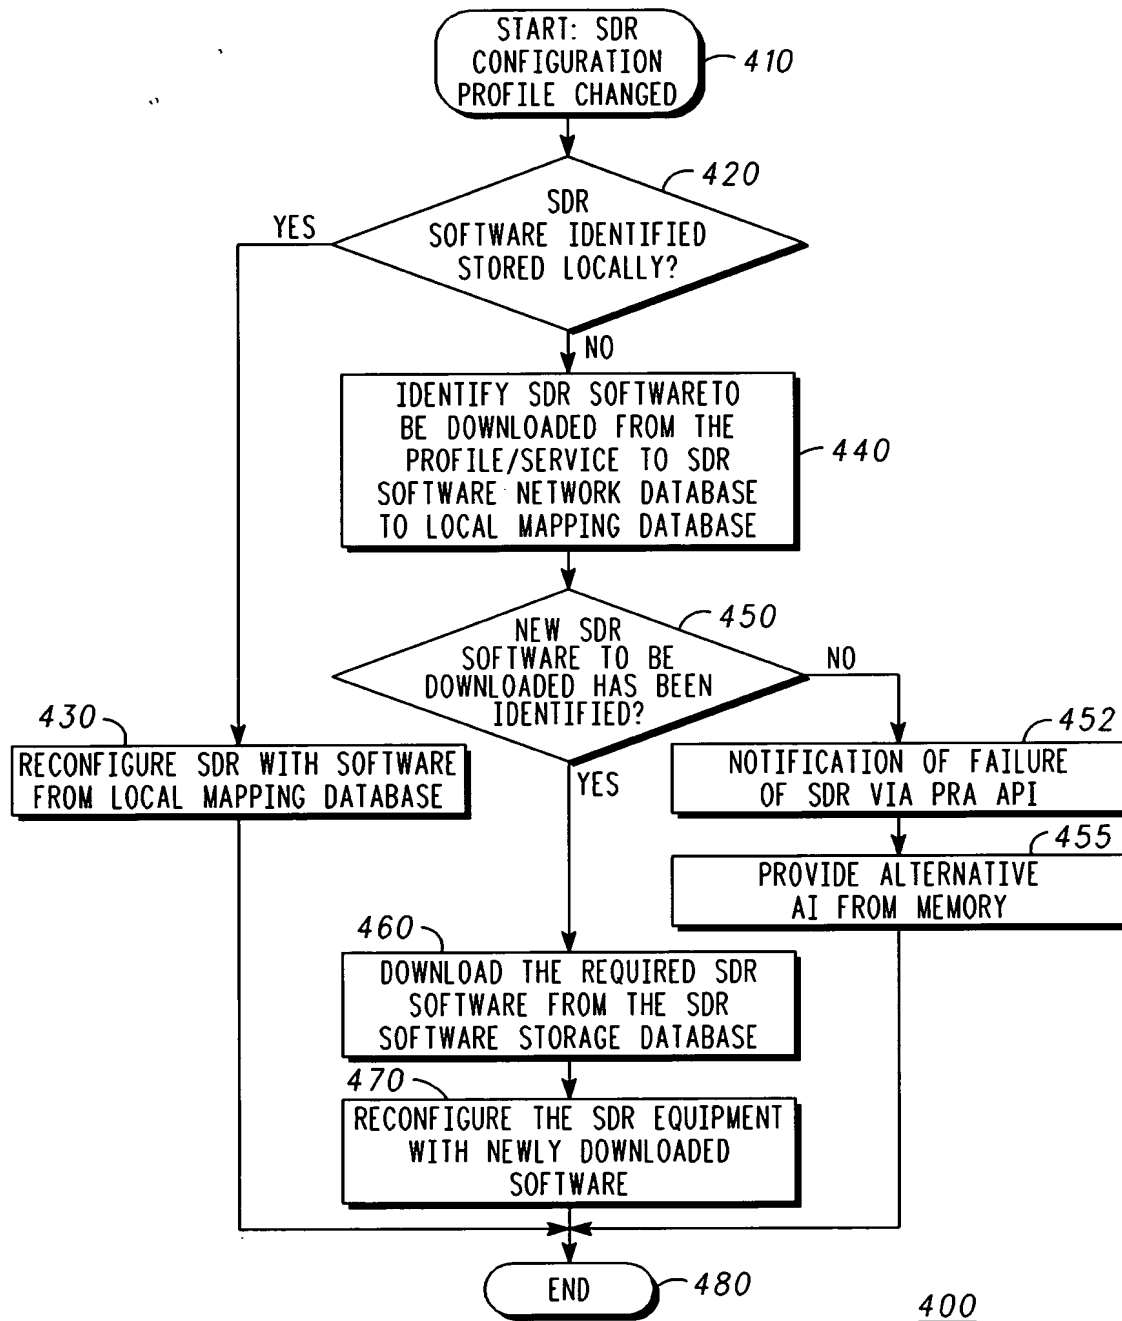 START: SDR
CONFIGURATION
PROFILE CHANGED
410
420
SDR
SOFTWARE IDENTIFIED
STORED LOCALLY?
YES
NO
IDENTIFY SDR SOFTWARETO
BE DOWNLOADED FROM THE
PROFILE/SERVICE TO SDR
SOFTWARE NETWORK DATABASE
TO LOCAL MAPPING DATABASE
440
450
NEW SDR
SOFTWARE TO BE
DOWNLOADED HAS BEEN
IDENTIFIED?
NO
YES
430
RECONFIGURE SDR WITH SOFTWARE
FROM LOCAL MAPPING DATABASE
452
NOTIFICATION OF FAILURE
OF SDR VIA PRA API
455
PROVIDE ALTERNATIVE
AI FROM MEMORY
460
DOWNLOAD THE REQUIRED SDR
SOFTWARE FROM THE SDR
SOFTWARE STORAGE DATABASE
470
RECONFIGURE THE SDR EQUIPMENT
WITH NEWLY DOWNLOADED
SOFTWARE
END
480
400